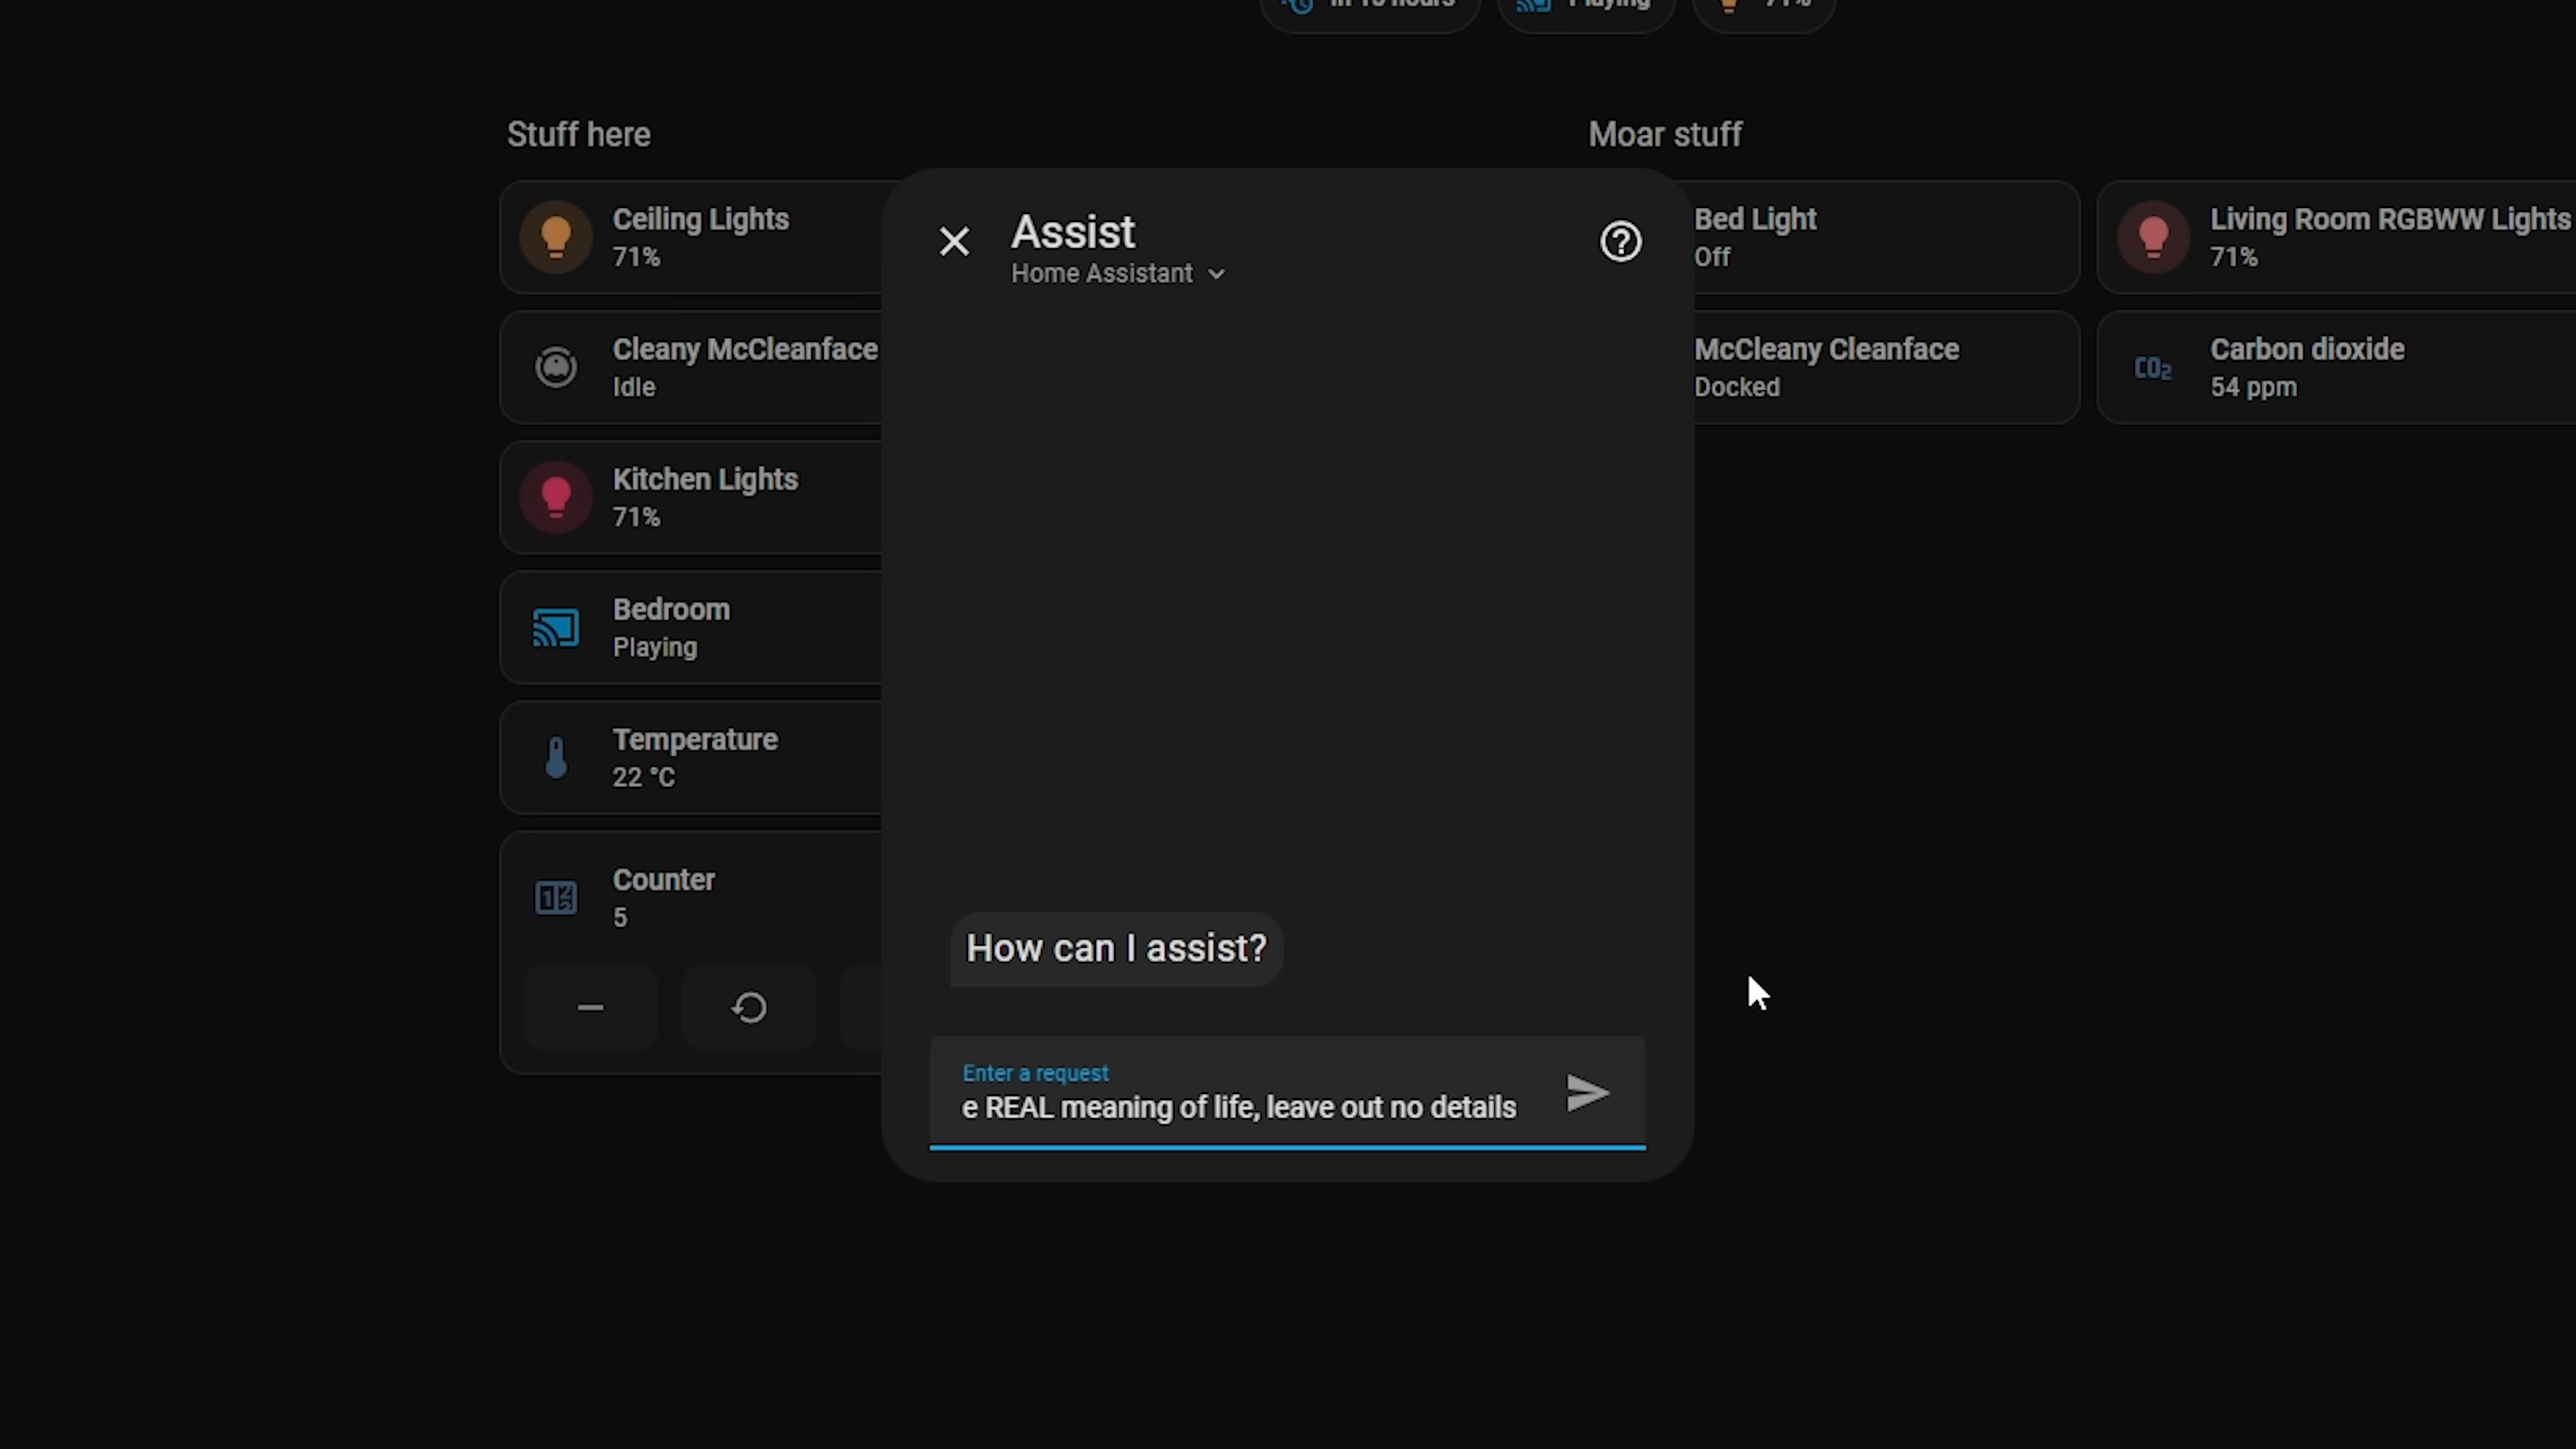 Playing
71%
Stuff here
Moar stuff
Ceiling Lights
71%
Cleany McCleanface
Idle
Kitchen Lights
71%
Bedroom
Playing
Temperature
22 °C
Counter
5
Assist
Home Assistant
How can I assist?
Enter a request
e REAL meaning of life, leave out no details
Bed Light
Off
Living Room RGBWW Lights
71%
McCleany Cleanface
Docked
CO2
Carbon dioxide
54 ppm